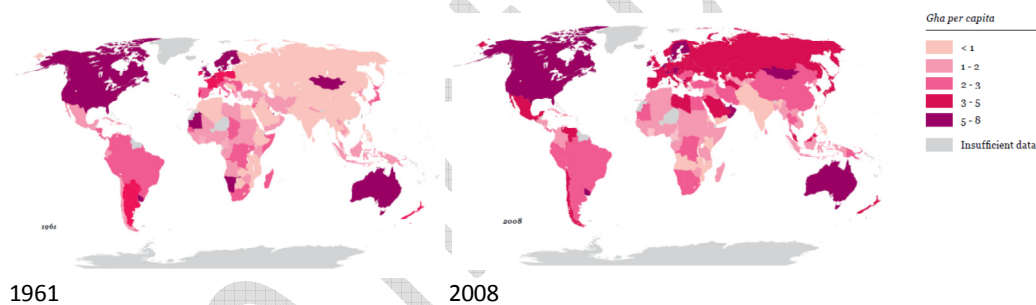 Gha per capita
< 1
1 - 2
2 - 3
3 - 5
5 - 8
Insufficient data
1961
2008
1961
2008